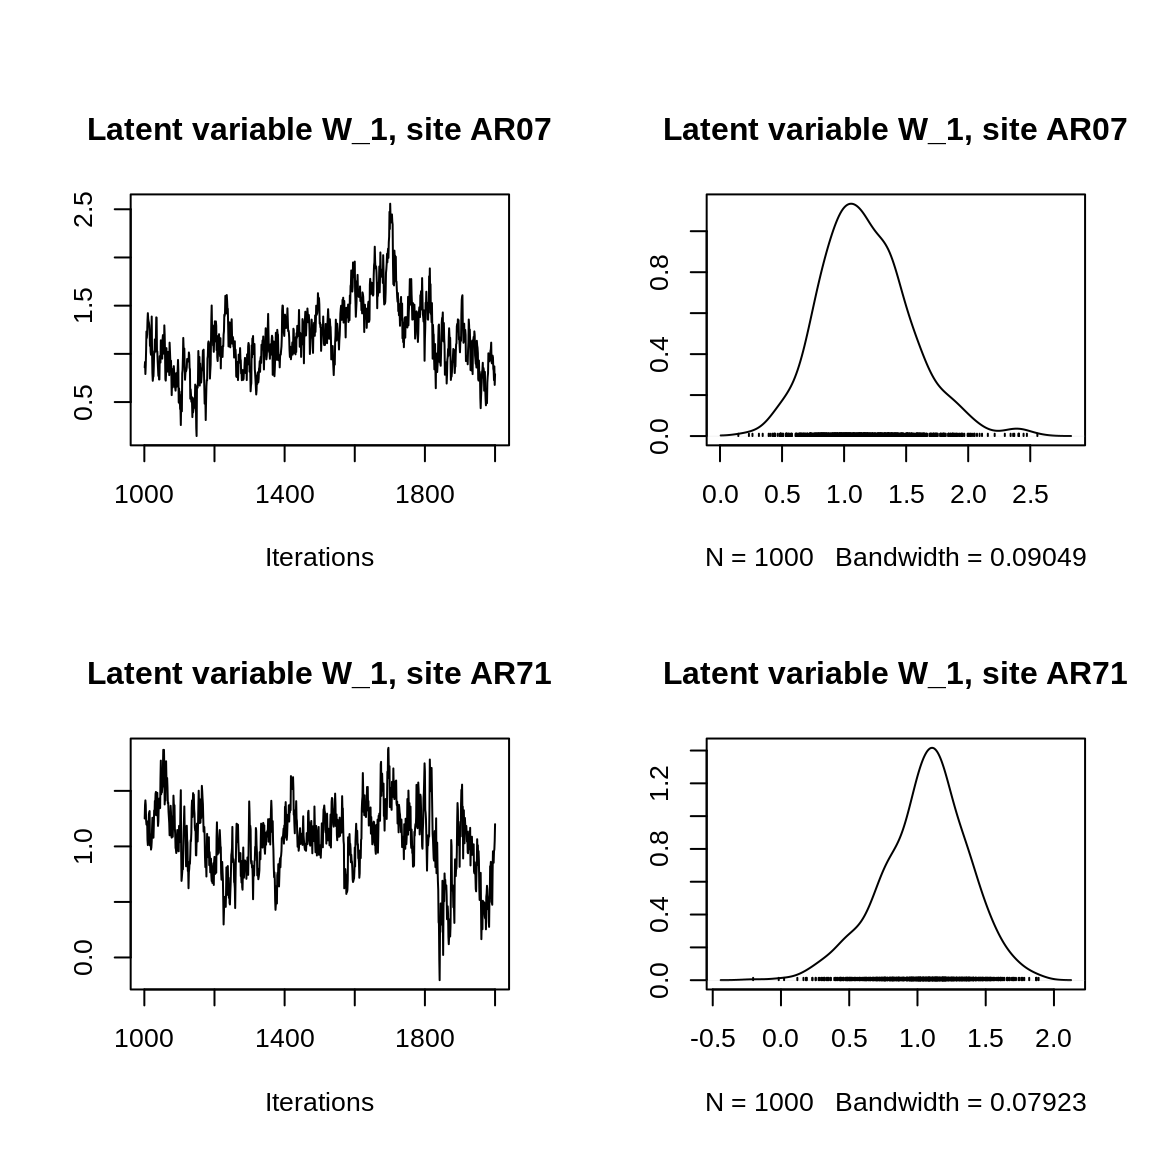 Latent variable W_1, site AR07
2.5
1.5
0.5
1000 1400 1800
Iterations
Latent variable W_1, site AR07
0.8
0.4
0.0
0.0 0.5 1.0 1.5 2.0 2.5
N = 1000 Bandwidth = 0.09049
Latent variable W_1, site AR71
1.0
0.0
1000 1400 1800
Iterations
Latent variable W_1, site AR71
1.2
0.8
0.4
0.0
-0.5 0.0 0.5 1.0 1.5 2.0
N = 1000 Bandwidth = 0.07923